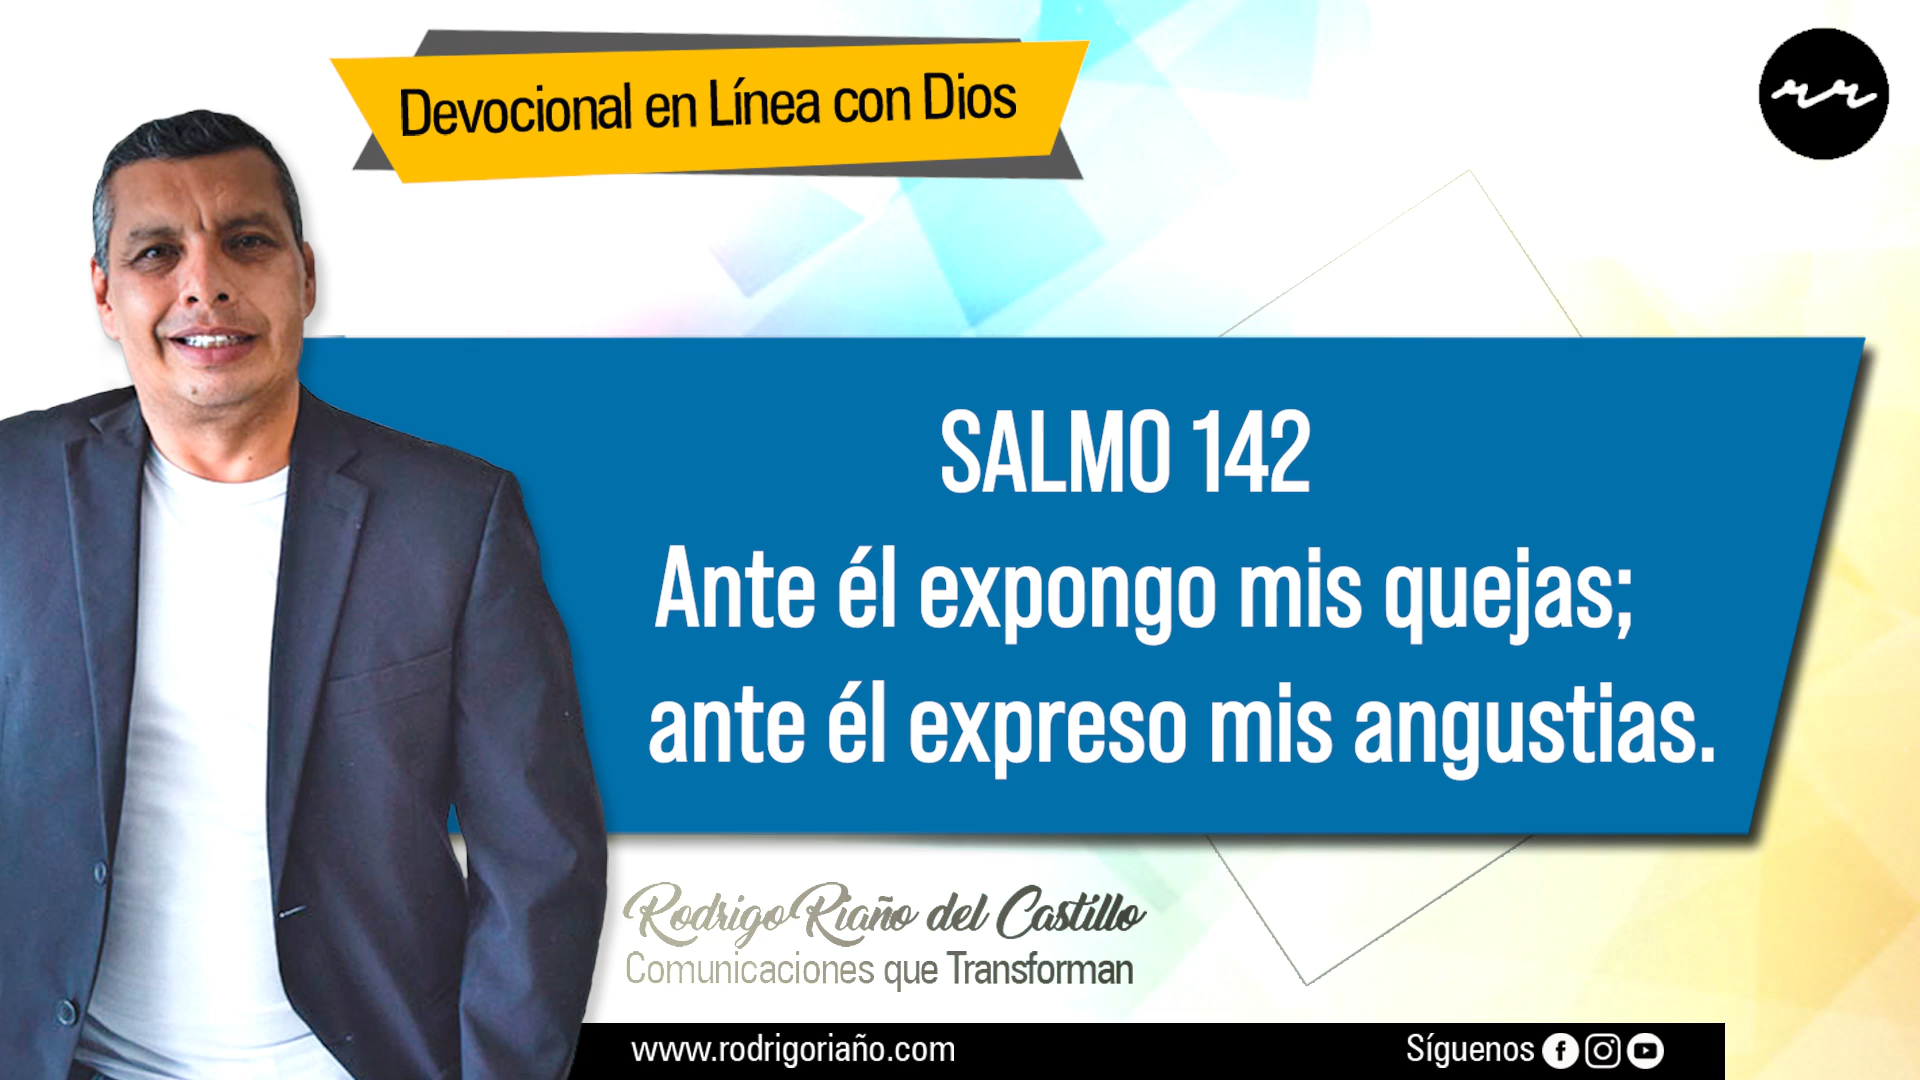 Devocional en Línea con Dios
rr
SALMO 142
Ante él expongo mis quejas;
ante él expreso mis angustias.
Rodrigo Riaño del Castillo
Comunicaciones que Transforman
www.rodrigoriaño.com
Síguenos